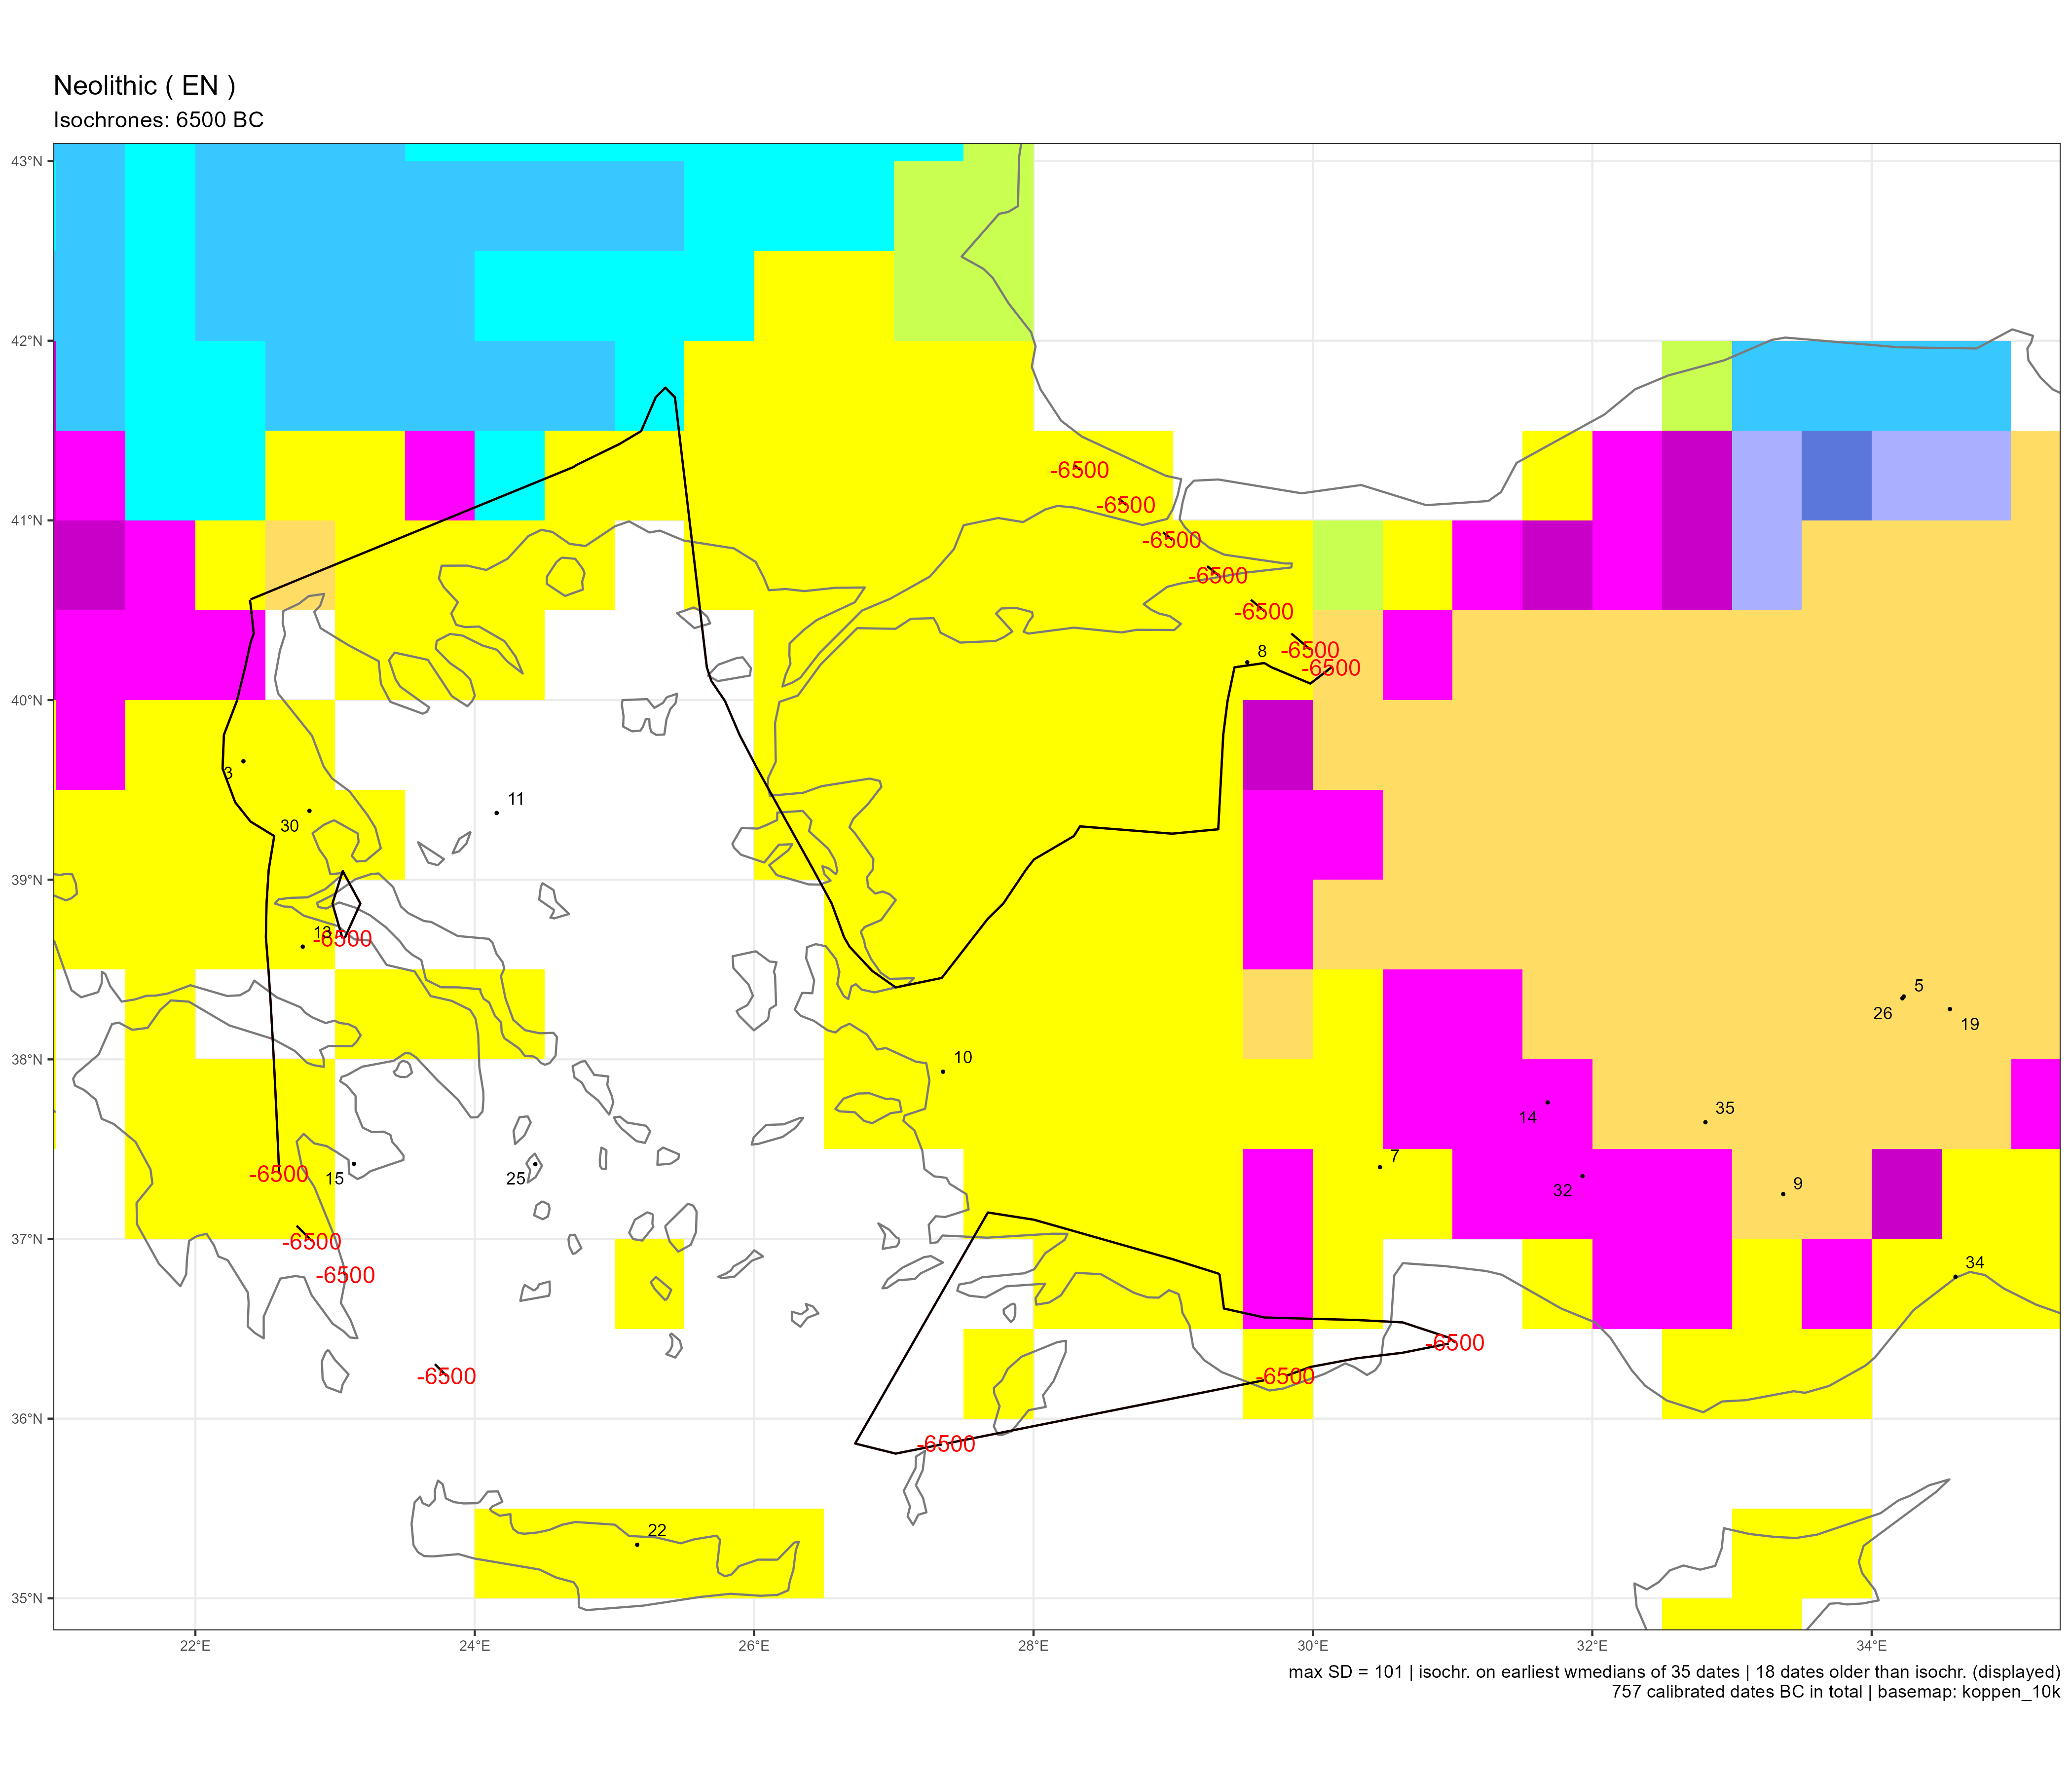 Neolithic ( EN )
Isochrones: 6500 BC
43°N
42°N
-6500
-6500
41°N
-6500
-6500
-6500
-6500
8
-6500
40°N
3
11
30
39°N
13
-6500
5
26
19
38°N
10
14
35
7
-6500
15
25
32
9
37°N
-6500
34
-6500
-6500
-6500
-6500
36°N
-6500
22
35°N
22°E 24°E 26°E 28°E 30°E 32°E 34°E
max SD = 101 | isochr. on earliest wmedians of 35 dates | 18 dates older than isochr. (displayed)
757 calibrated dates BC in total | basemap: koppen_10k